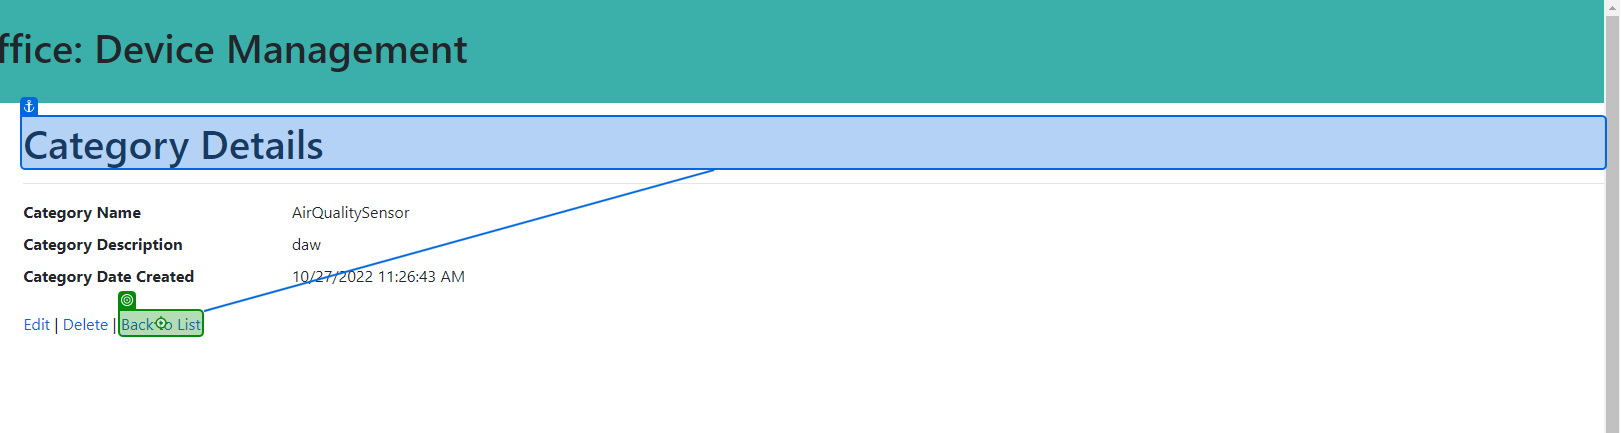 ffice: Device Management
Category Details
Category Name AirQualitySensor
Category Description daw
Category Date Created 10/27/2022 11:26:43 AM
Edit | Delete | Back to List